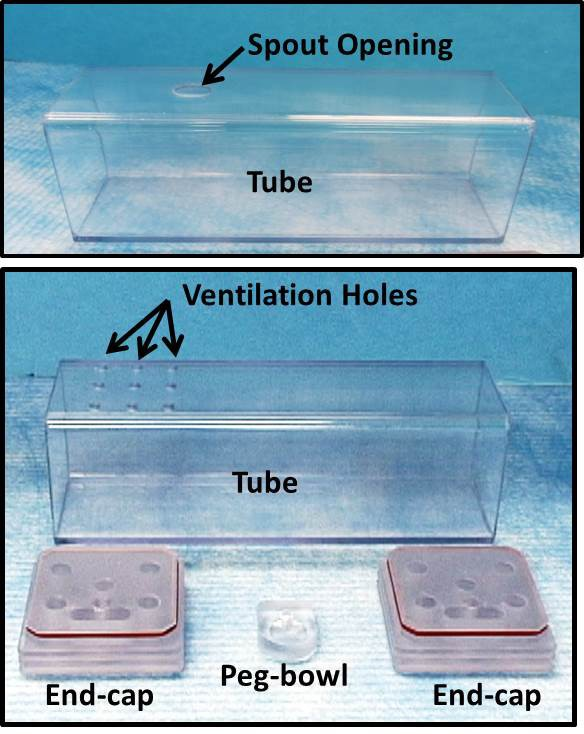 Spout Opening
Tube
Ventilation Holes
Tube
Peg-bowl
End-cap
End-cap